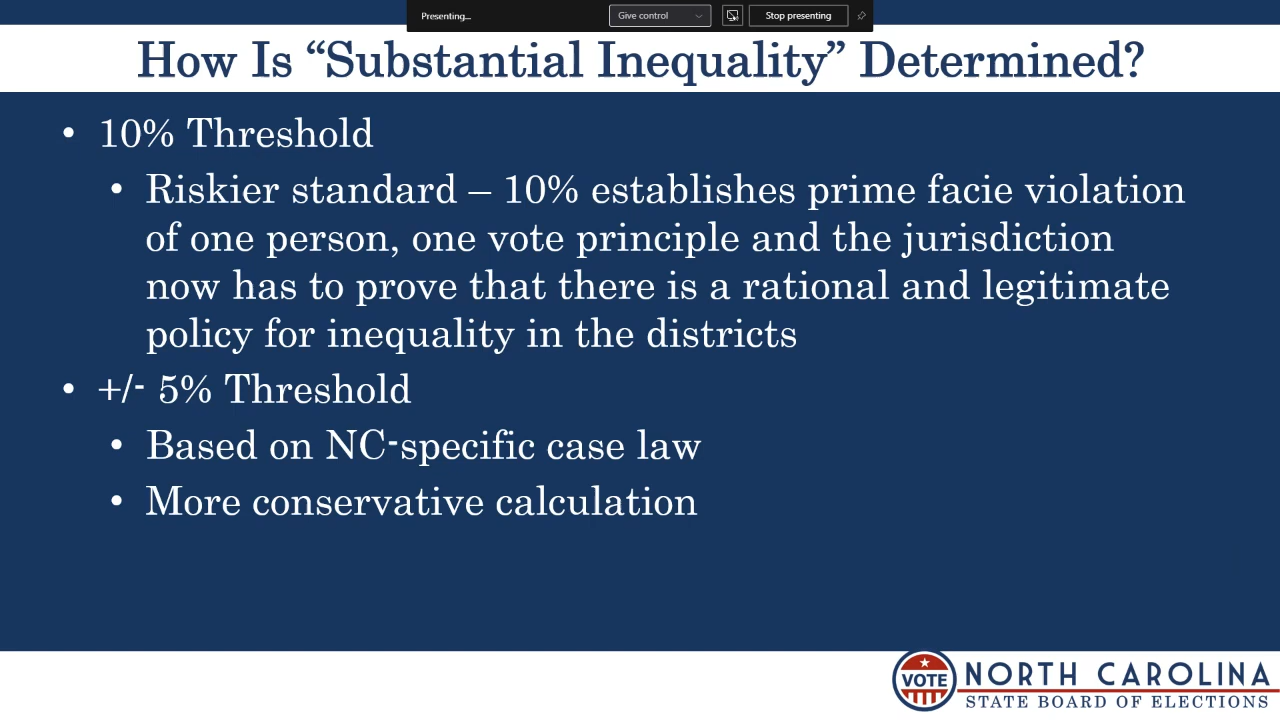 Presenting...
Give control
Stop presenting
How Is “Substantial Inequality” Determined?
• 10% Threshold
• Riskier standard – 10% establishes prime facie violation
of one person, one vote principle and the jurisdiction
now has to prove that there is a rational and legitimate
policy for inequality in the districts
• +/- 5% Threshold
• Based on NC-specific case law
• More conservative calculation
VOTE
NORTH CAROLINA
STATE BOARD OF ELECTIONS